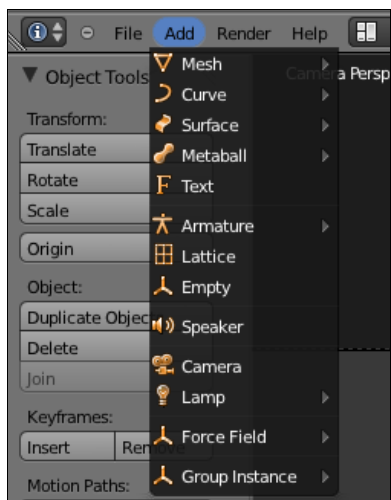 File Add Render Help
Object Tools
Camera Persp
Mesh
Curve
Surface
Metaball
Text
Armature
Lattice
Empty
Speaker
Camera
Lamp
Force Field
Group Instance
Transform:
Translate
Rotate
Scale
Origin
Object:
Duplicate Objec
Delete
Join
Keyframes:
Insert Remove
Motion Paths: